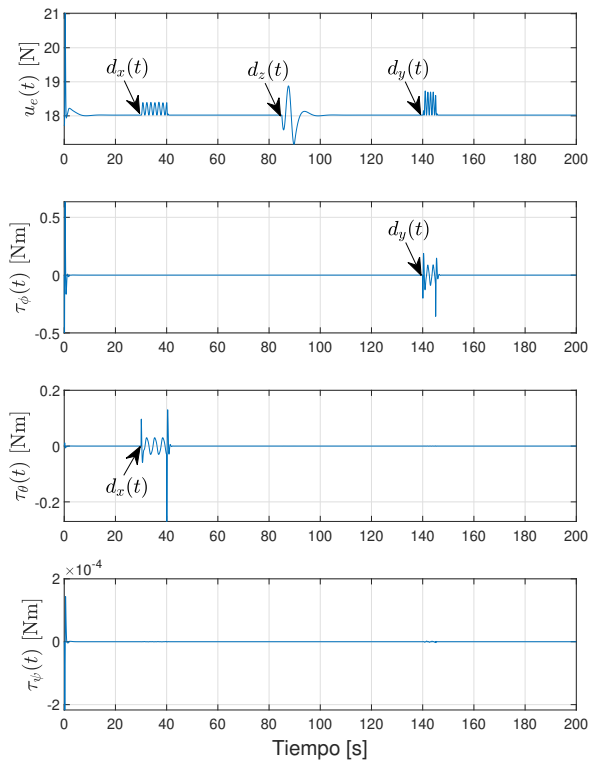 21
20
19
18
u_e(t) [N]
d_x(t)
d_z(t)
d_y(t)
0 20 40 60 80 100 120 140 160 180 200
0.5
0
-0.5
τ_ϕ(t) [Nm]
d_y(t)
0 20 40 60 80 100 120 140 160 180 200
0.2
0
-0.2
τ_θ(t) [Nm]
d_x(t)
0 20 40 60 80 100 120 140 160 180 200
×10⁻⁴
2
0
-2
τ_ψ(t) [Nm]
0 20 40 60 80 100 120 140 160 180 200
Tiempo [s]